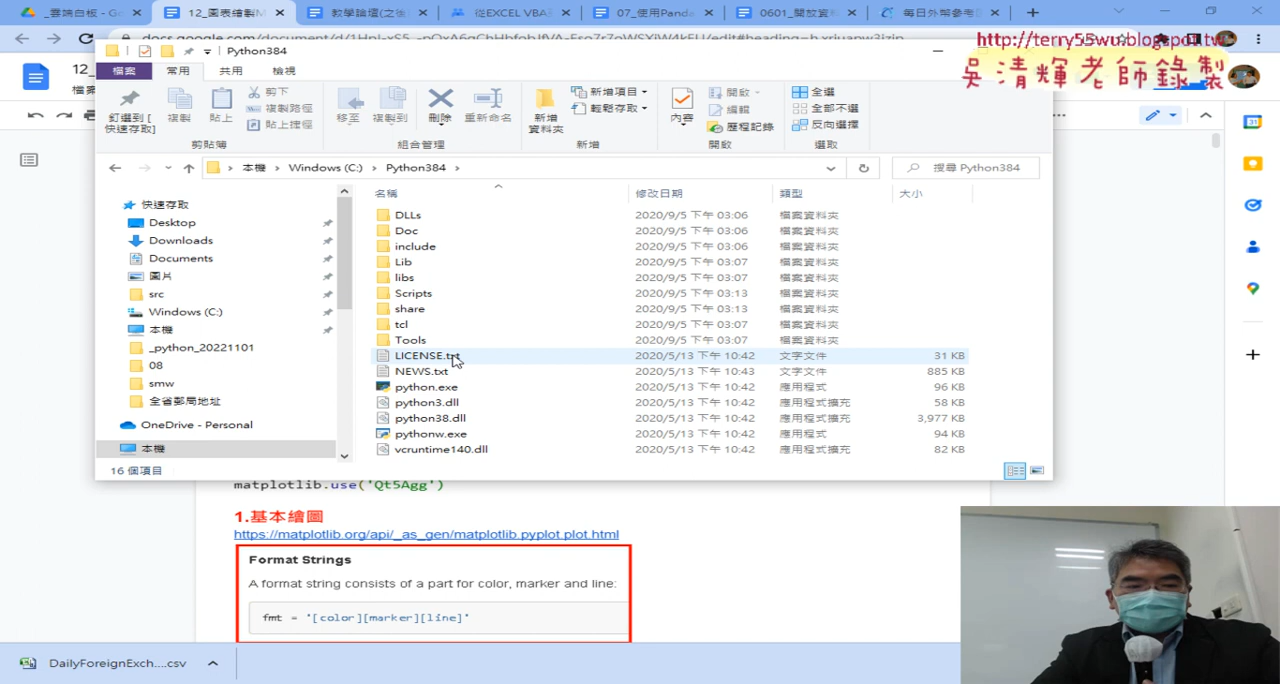 _雲端白板 - G
12_圖表繪製M
教學論壇(之後
從EXCEL VBA
07_使用Panda
0601_開放資
每日外幣參考
http://terry55wu.blogspot.tw
吳清輝老師錄製
Python384
檔案
常用
共用
檢視
釘選到 [快速存取]
複製
貼上
剪下
複製路徑
貼上捷徑
移至
複製到
刪除
重新命名
新增資料夾
新增項目
輕鬆存取
內容
開啟
編輯
歷程記錄
全選
全部不選
反向選擇
剪貼簿
組合管理
新增
開啟
選取
本機 > Windows (C:) > Python384 >
搜尋 Python384
名稱 修改日期 類型 大小
快速存取
Desktop
Downloads
Documents
圖片
src
Windows (C:)
本機
_python_20221101
08
smw
全省郵局地址
OneDrive - Personal
本機
DLLs 2020/9/5 下午 03:06 檔案資料夾
Doc 2020/9/5 下午 03:06 檔案資料夾
include 2020/9/5 下午 03:06 檔案資料夾
Lib 2020/9/5 下午 03:06 檔案資料夾
libs 2020/9/5 下午 03:07 檔案資料夾
Scripts 2020/9/5 下午 03:13 檔案資料夾
share 2020/9/5 下午 03:13 檔案資料夾
tcl 2020/9/5 下午 03:07 檔案資料夾
Tools 2020/9/5 下午 03:07 檔案資料夾
LICENSE.txt 2020/5/13 下午 10:42 文字文件 31 KB
NEWS.txt 2020/5/13 下午 10:43 文字文件 885 KB
python.exe 2020/5/13 下午 10:42 應用程式 96 KB
python3.dll 2020/5/13 下午 10:42 應用程式擴充 58 KB
python38.dll 2020/5/13 下午 10:42 應用程式擴充 3,977 KB
pythonw.exe 2020/5/13 下午 10:42 應用程式 94 KB
vcruntime140.dll 2020/5/13 下午 10:42 應用程式擴充 82 KB
16 個項目
matplotlib.use('Qt5Agg')
1.基本繪圖
https://matplotlib.org/api/_as_gen/matplotlib.pyplot.plot.html
Format Strings
A format string consists of a part for color, marker and line:
fmt = '[color][marker][line]'
DailyForeignExch....csv